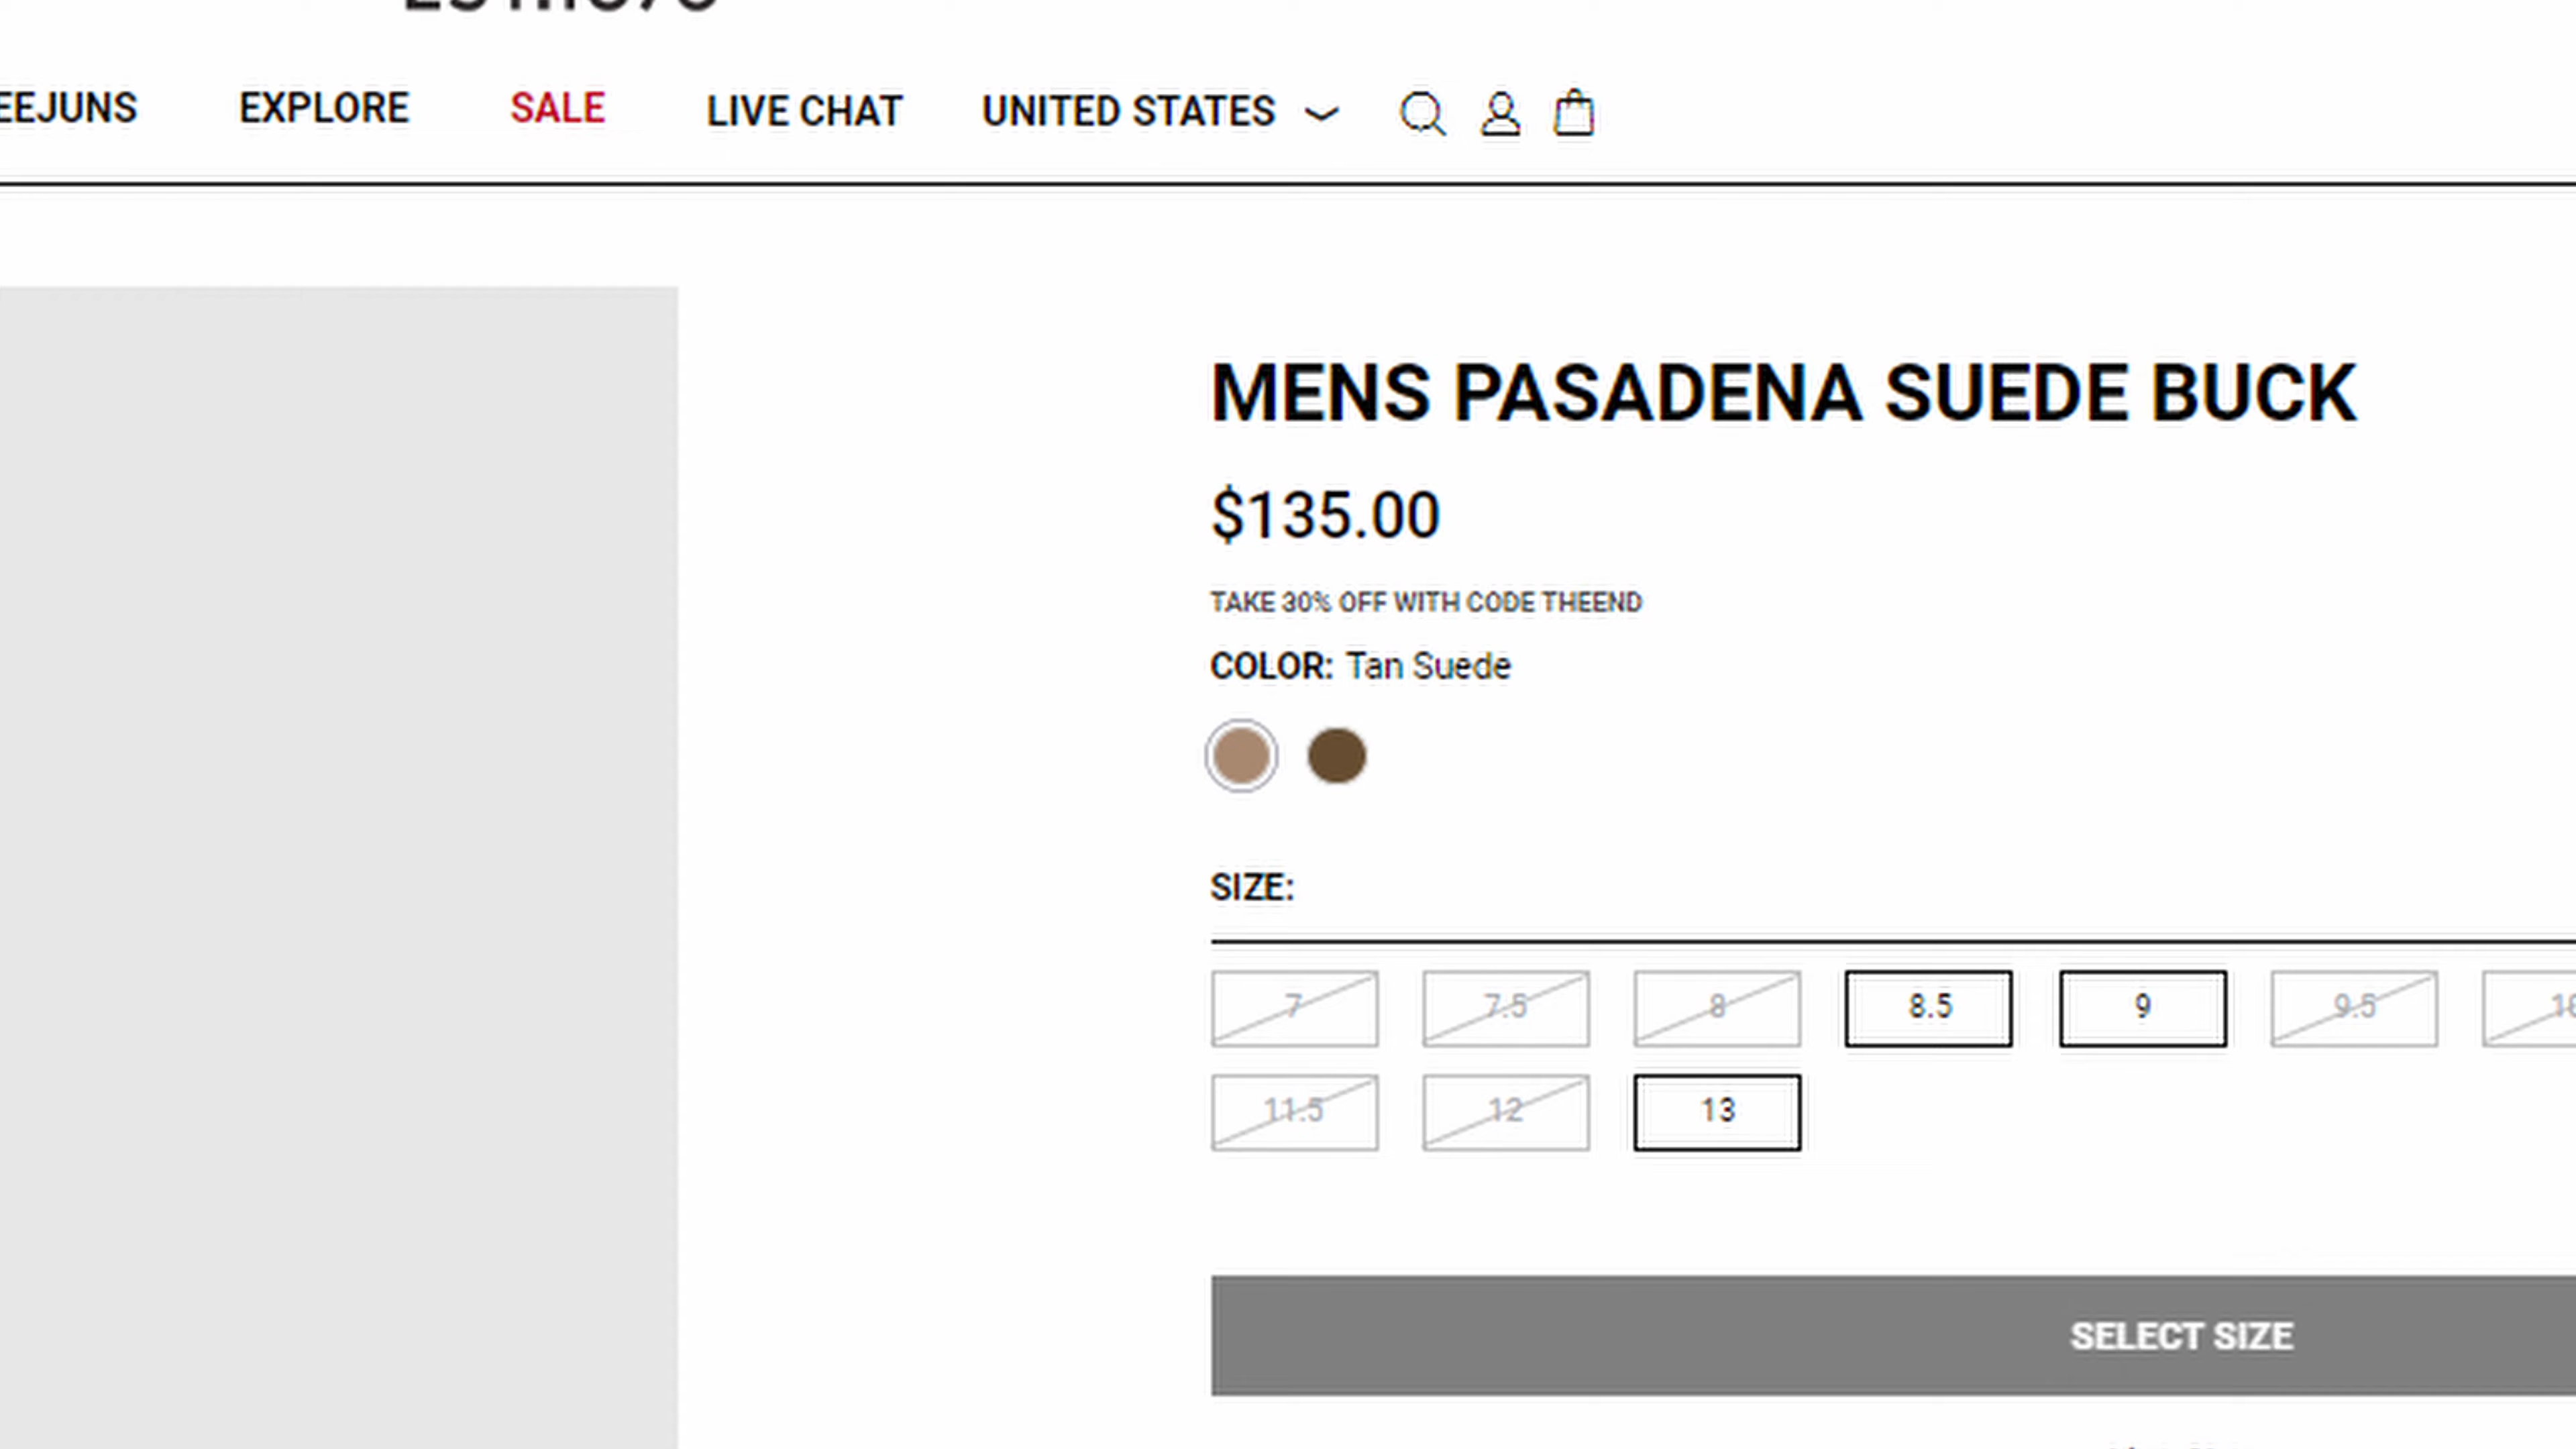 EXPLORE SALE LIVE CHAT UNITED STATES
MENS PASADENA SUEDE BUCK
$135.00
TAKE 30% OFF WITH CODE THEEND
COLOR: Tan Suede
SIZE:
7 7.5 8 8.5 9 9.5
11.5 12 13
SELECT SIZE